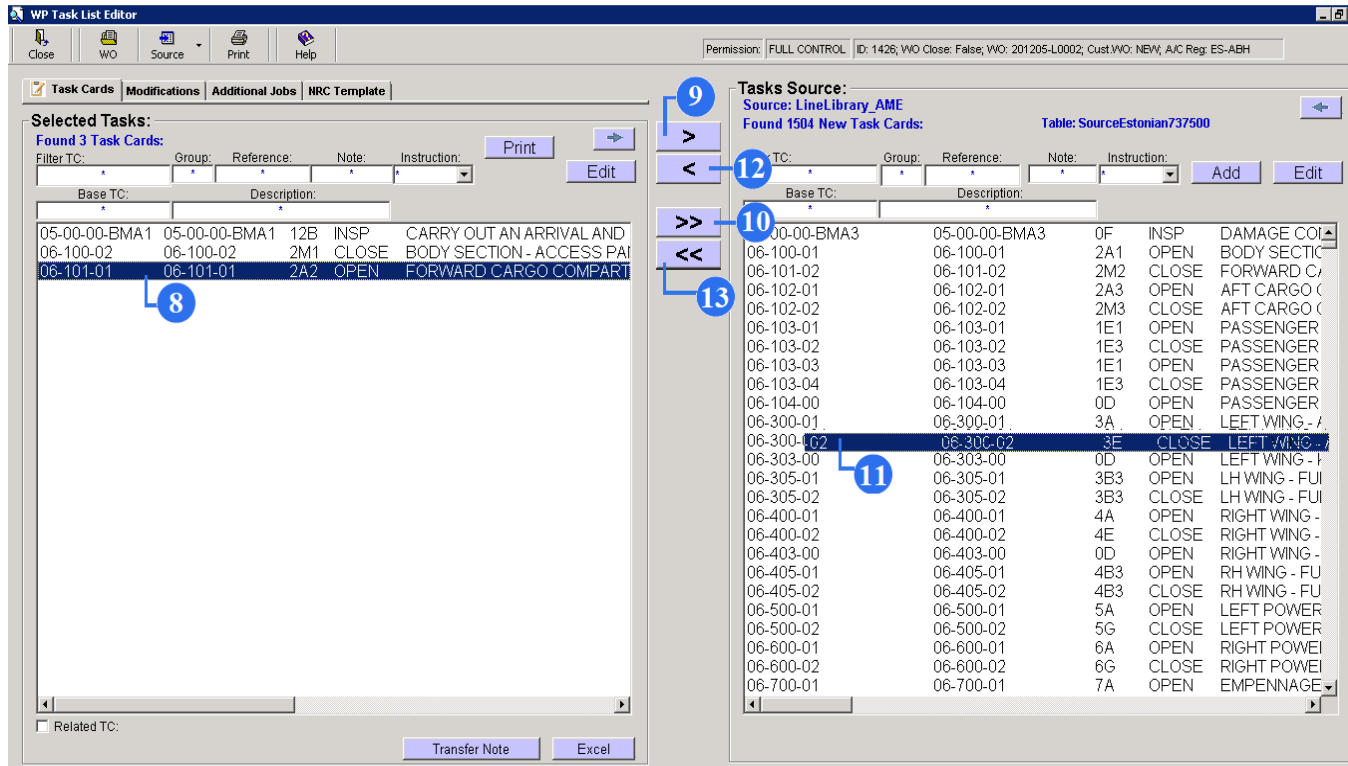 WP Task List Editor
Close WO Source Print Help
Permission: FULL CONTROL ID: 1426; WO Close: False; WO: 201205-L0002; Cust.WO: NEW; A/C Reg: ES-ABH
Task Cards Modifications Additional Jobs NRC Template
Selected Tasks:
Found 3 Task Cards:
Print
Filter TC: Group: Reference: Note: Instruction:
* * * * *
Edit
Base TC: Description:
* *
05-00-00-BMA1 05-00-00-BMA1 12B INSP CARRY OUT AN ARRIVAL AND
06-100-02 06-100-02 2M1 CLOSE BODY SECTION - ACCESS PAI
06-101-01 06-101-01 2A2 OPEN FORWARD CARGO COMPART
8
Related TC:
Transfer Note Excel
9
>
<
12
>>
10
<<
13
Tasks Source:
Source: LineLibrary_AME
Found 1504 New Task Cards: Table: SourceEstonian737500
TC: Group: Reference: Note: Instruction:
* * * * *
Add Edit
Base TC: Description:
* *
-00-00-BMA3 05-00-00-BMA3 0F INSP DAMAGE CO
06-100-01 06-100-01 2A1 OPEN BODY SECTIO
06-101-02 06-101-02 2M2 CLOSE FORWARD CA
06-102-01 06-102-01 2A3 OPEN AFT CARGO
06-102-02 06-102-02 2M3 CLOSE AFT CARGO
06-103-01 06-103-01 1E1 OPEN PASSENGER
06-103-02 06-103-02 1E3 CLOSE PASSENGER
06-103-03 06-103-03 1E1 OPEN PASSENGER
06-103-04 06-103-04 1E3 CLOSE PASSENGER
06-104-00 06-104-00 0D OPEN PASSENGER
06-300-01 06-300-01 3A OPEN LEFT WING - A
06-300-02 06-300-02 3E CLOSE LEFT WING - A
11
06-303-00 06-303-00 0D OPEN LEFT WING - F
06-305-01 06-305-01 3B3 OPEN LH WING - FU
06-305-02 06-305-02 3B3 CLOSE LH WING - FU
06-400-01 06-400-01 4A OPEN RIGHT WING -
06-400-02 06-400-02 4E CLOSE RIGHT WING -
06-403-00 06-403-00 0D OPEN RIGHT WING -
06-405-01 06-405-01 4B3 OPEN RH WING - FU
06-405-02 06-405-02 4B3 CLOSE RH WING - FU
06-500-01 06-500-01 5A OPEN LEFT POWER
06-500-02 06-500-02 5G CLOSE LEFT POWER
06-600-01 06-600-01 6A OPEN RIGHT POWE
06-600-02 06-600-02 6G CLOSE RIGHT POWE
06-700-01 06-700-01 7A OPEN EMPENNAGE